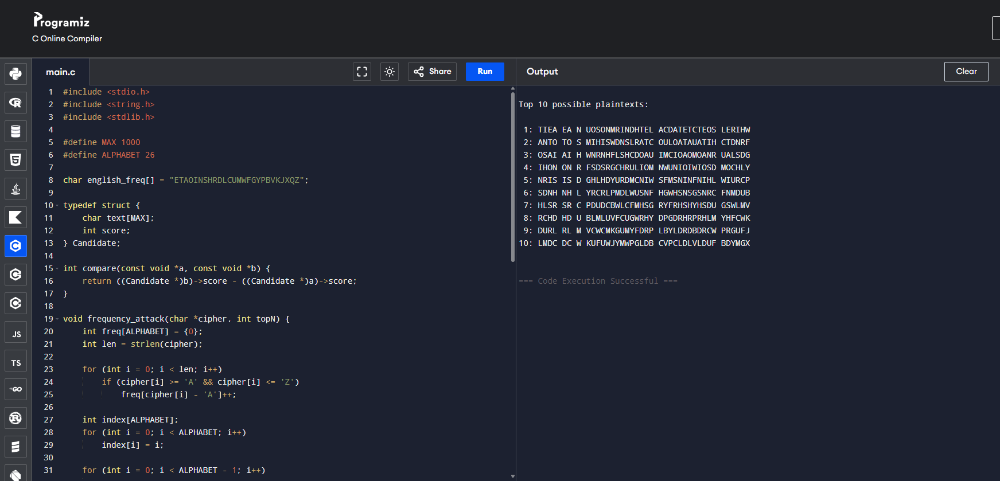 Programiz
C Online Compiler
main.c
Share
Run
Output
Clear
1 #include <stdio.h>
2 #include <string.h>
3 #include <stdlib.h>
4
5 #define MAX 1000
6 #define ALPHABET 26
7
8 char english_freq[] = "ETAOINSHRDLCUMWFGYPBVKJXQZ";
9
10 typedef struct {
11     char text[MAX];
12     int score;
13 } Candidate;
14
15 int compare(const void *a, const void *b) {
16     return ((Candidate *)b)->score - ((Candidate *)a)->score;
17 }
18
19 void frequency_attack(char *cipher, int topN) {
20     int freq[ALPHABET] = {0};
21     int len = strlen(cipher);
22
23     for (int i = 0; i < len; i++)
24         if (cipher[i] >= 'A' && cipher[i] <= 'Z')
25             freq[cipher[i] - 'A']++;
26
27     int index[ALPHABET];
28     for (int i = 0; i < ALPHABET; i++)
29         index[i] = i;
30
31     for (int i = 0; i < ALPHABET - 1; i++)
Top 10 possible plaintexts:
1: TIEA EA N UOSONMRINDHTEL ACDATETCTEOS LERIHW
2: ANTO TO S MIHISWDNSLRATC OULOATAUATIH CTDNRF
3: OSAI AI H WNRNHFLSHCDOAU IMCIOAOMOANR UALSDG
4: IHON ON R FSDSRGCHRULIOM NWUNIOIWIOSD MOCHLY
5: NRIS IS D GHLHDYURDMCNIW SFMSNINFNIHL WIURCP
6: SDNH NH L YRCRLPMDLWUSNF HGWHSNSGSNRC FNMDUB
7: HLSR SR C PDUDCBWLCFMHSG RYFRHSHYHSDU GSWLMV
8: RCHD HD U BLMLUVFCUGWRHY DPGDRHRPRHLM YHFCWK
9: DURL RL M VCWCMKGUMYFDRP LBYLDRDBDRCW PRGUFJ
10: LMDC DC W KUFUWJYMWPGLDB CVPCLDLVLDUF BDYMGX
=== Code Execution Successful ===
JS
TS
GO